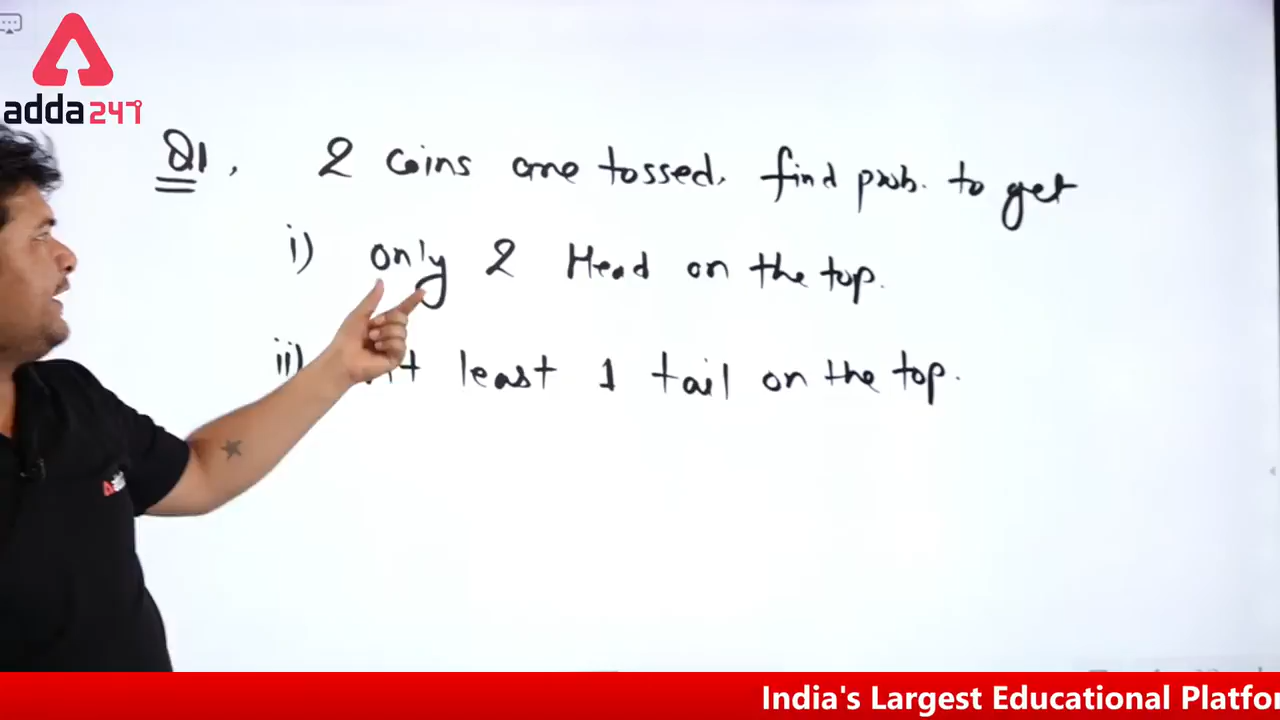 adda247
Q1, 2 Coins are tossed, find prob. to get
i) only 2 Head on the top.
ii) least 1 tail on the top.
India's Largest Educational Platfo